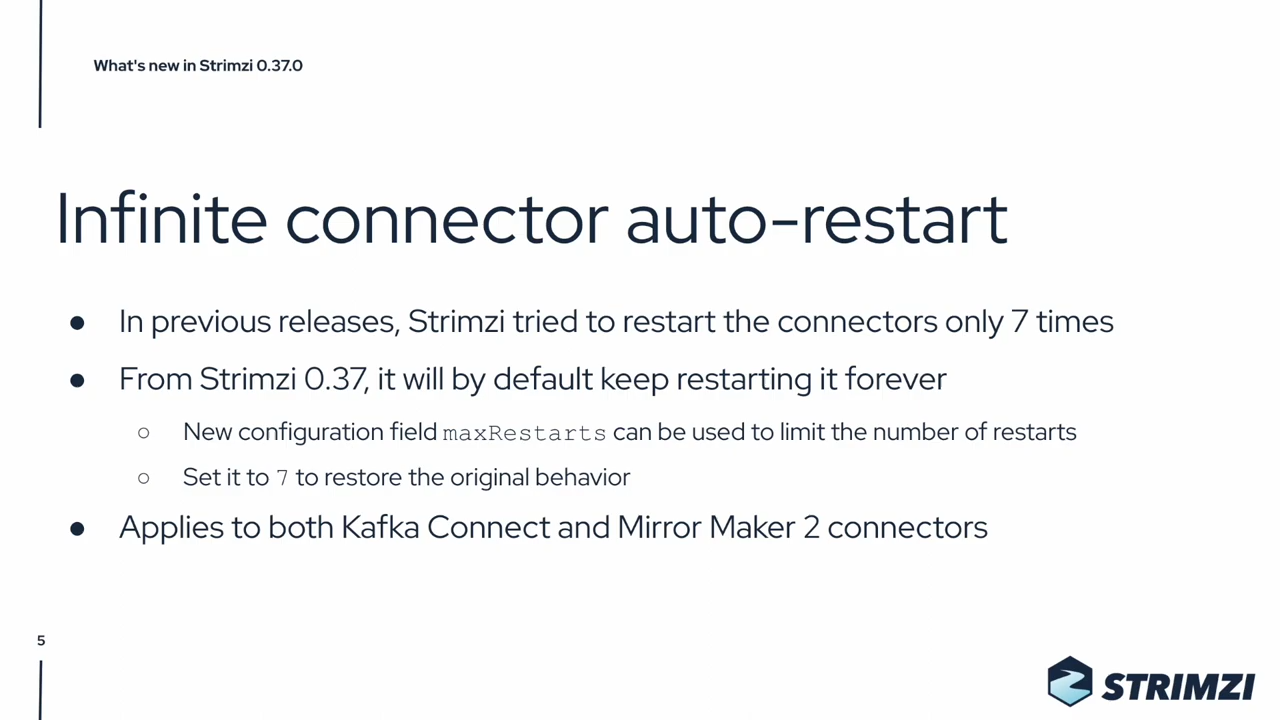 What's new in Strimzi 0.37.0
Infinite connector auto-restart
● In previous releases, Strimzi tried to restart the connectors only 7 times
● From Strimzi 0.37, it will by default keep restarting it forever
○ New configuration field maxRestarts can be used to limit the number of restarts
○ Set it to 7 to restore the original behavior
● Applies to both Kafka Connect and Mirror Maker 2 connectors
5
STRIMZI